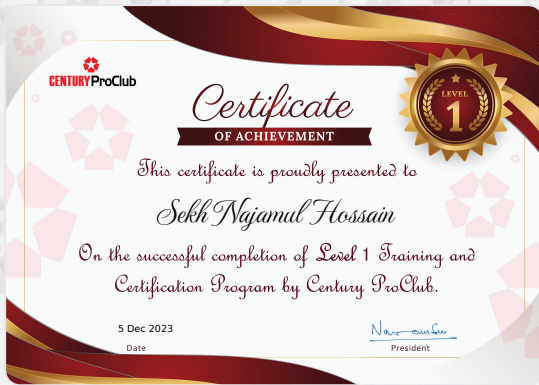 CENTURY ProClub
Certificate
OF ACHIEVEMENT
LEVEL
1
This certificate is proudly presented to
Sekh Najamul Hossain
On the successful completion of Level 1 Training and
Certification Program by Century ProClub.
5 Dec 2023
Date
President